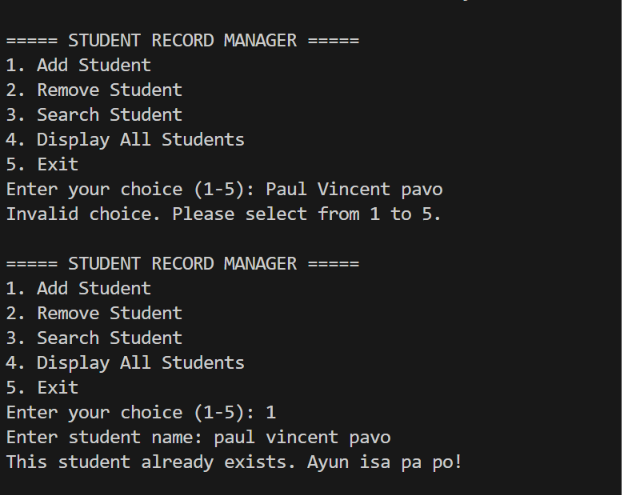 ===== STUDENT RECORD MANAGER =====
1. Add Student
2. Remove Student
3. Search Student
4. Display All Students
5. Exit
Enter your choice (1-5): Paul Vincent pavo
Invalid choice. Please select from 1 to 5.
===== STUDENT RECORD MANAGER =====
1. Add Student
2. Remove Student
3. Search Student
4. Display All Students
5. Exit
Enter your choice (1-5): 1
Enter student name: paul vincent pavo
This student already exists. Ayun isa pa po!